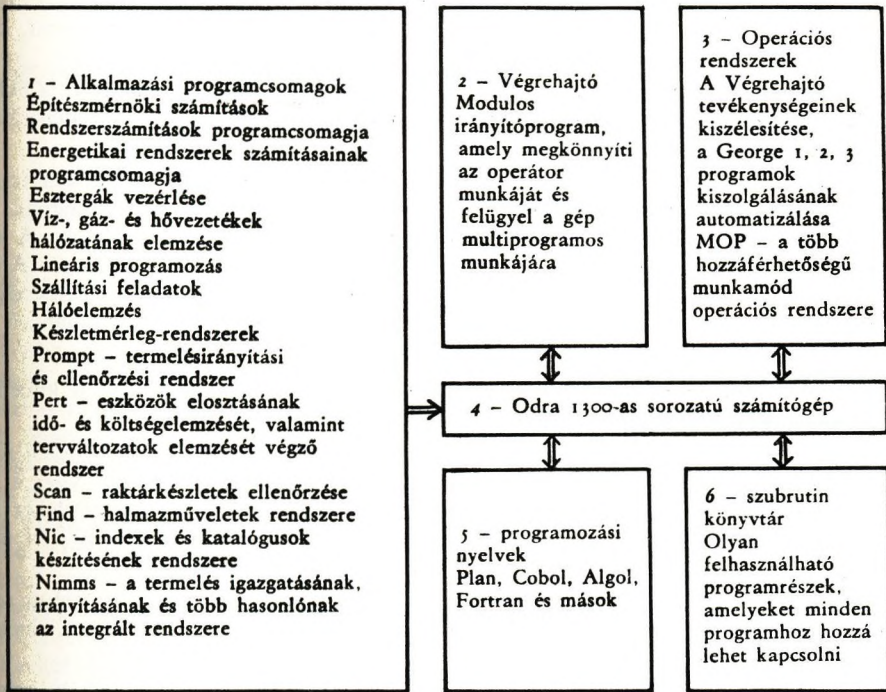 1 – Alkalmazási programcsomagok
Építészmérnöki számítások
Rendszerszámítások programcsomagja
Energetikai rendszerek számításainak
programcsomagja
Esztergák vezérlése
Víz-, gáz- és hővezetékek
hálózatának elemzése
Lineáris programozás
Szállítási feladatok
Hálóelemzés
Készletmérleg-rendszerek
Prompt – termelésirányítási
és ellenőrzési rendszer
Pert – eszközök elosztásának
idő- és költségelemzését, valamint
tervváltozatok elemzését végző
rendszer
Scan – raktárkészletek ellenőrzése
Find – halmazműveletek rendszere
Nic – indexek és katalógusok
készítésének rendszere
Nimms – a termelés igazgatásának,
irányításának és több hasonlónak
az integrált rendszere
2 – Végrehajtó
Modulos
irányítóprogram,
amely megkönnyíti
az operátor
munkáját és
felügyel a gép
multiprogramos
munkájára
3 – Operációs
rendszerek
A Végrehajtó
tevékenységeinek
kiszélesítése,
a George 1, 2, 3
programok
kiszolgálásának
automatizálása
MOP – a több
hozzáférhetőségű
munkamód
operációs rendszere
4 – Odra 1300-as sorozatú számítógép
5 – programozási
nyelvek
Plan, Cobol, Algol,
Fortran és mások
6 – szubrutin
könyvtár
Olyan
felhasználható
programrészek,
amelyeket minden
programhoz hozzá
lehet kapcsolni